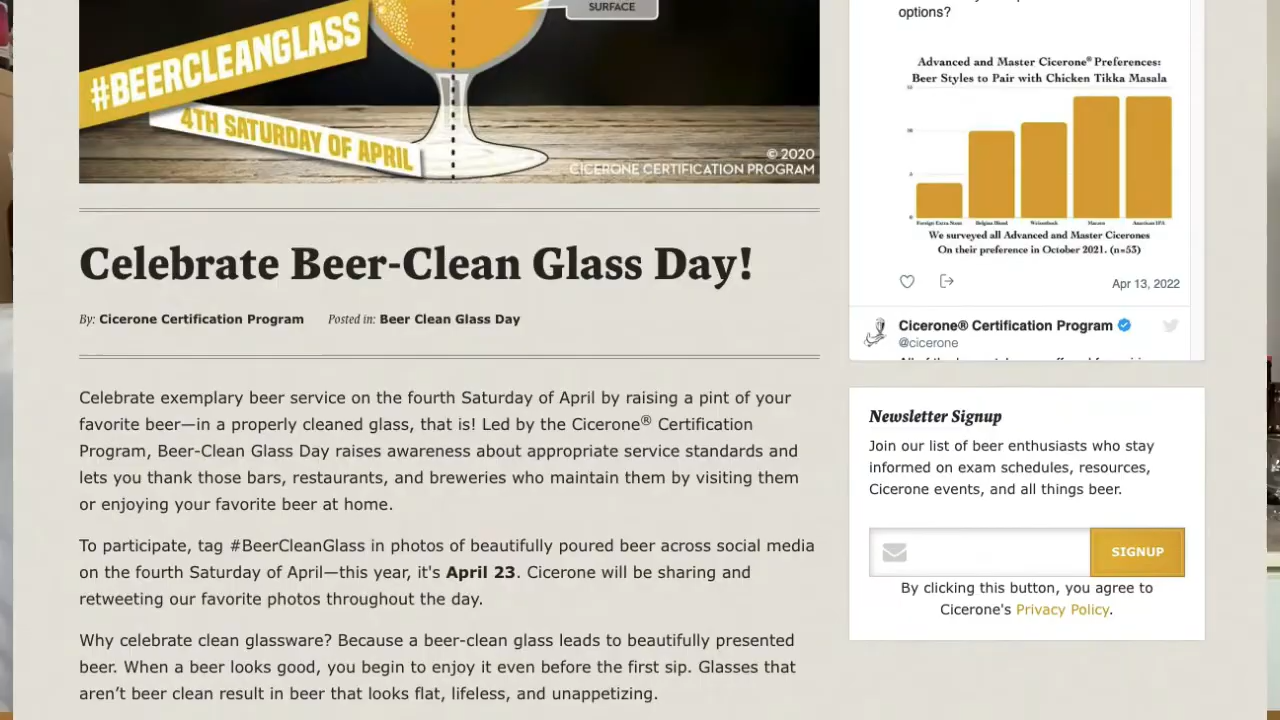 SURFACE
#BEERCLEANGLASS
4TH SATURDAY OF APRIL
© 2020
CICERONE CERTIFICATION PROGRAM
Celebrate Beer-Clean Glass Day!
By: Cicerone Certification Program Posted in: Beer Clean Glass Day
Celebrate exemplary beer service on the fourth Saturday of April by raising a pint of your
favorite beer—in a properly cleaned glass, that is! Led by the Cicerone® Certification
Program, Beer-Clean Glass Day raises awareness about appropriate service standards and
lets you thank those bars, restaurants, and breweries who maintain them by visiting them
or enjoying your favorite beer at home.
To participate, tag #BeerCleanGlass in photos of beautifully poured beer across social media
on the fourth Saturday of April—this year, it's April 23. Cicerone will be sharing and
retweeting our favorite photos throughout the day.
Why celebrate clean glassware? Because a beer-clean glass leads to beautifully presented
beer. When a beer looks good, you begin to enjoy it even before the first sip. Glasses that
aren't beer clean result in beer that looks flat, lifeless, and unappetizing.
options?
Advanced and Master Cicerone® Preferences:
Beer Styles to Pair with Chicken Tikka Masala
10
5
0
Foreign Extra Stout Belgian Blond Weissenbock Maerzen American IPA
We surveyed all Advanced and Master Cicerones
On their preference in October 2021. (n=53)
Apr 13, 2022
Cicerone® Certification Program
@cicerone
Newsletter Signup
Join our list of beer enthusiasts who stay
informed on exam schedules, resources,
Cicerone events, and all things beer.
SIGNUP
By clicking this button, you agree to
Cicerone's Privacy Policy.